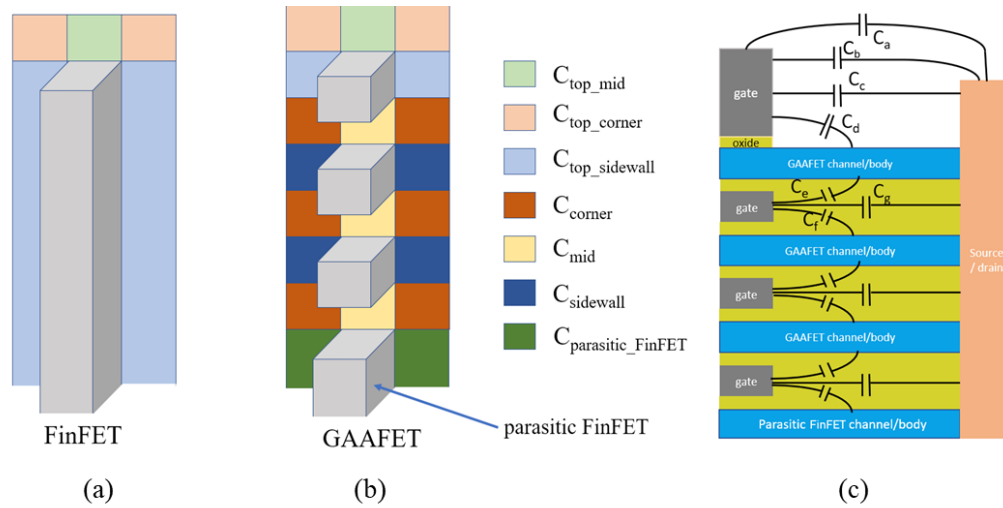 FinFET
(a)
GAAFET
(b)
C_top_mid
C_top_corner
C_top_sidewall
C_corner
C_mid
C_sidewall
C_parasitic_FinFET
parasitic FinFET
C_a
C_b
C_c
C_d
gate
oxide
GAAFET channel/body
C_e
C_g
gate
C_f
GAAFET channel/body
Source
/ drain
gate
GAAFET channel/body
gate
Parasitic FinFET channel/body
(c)